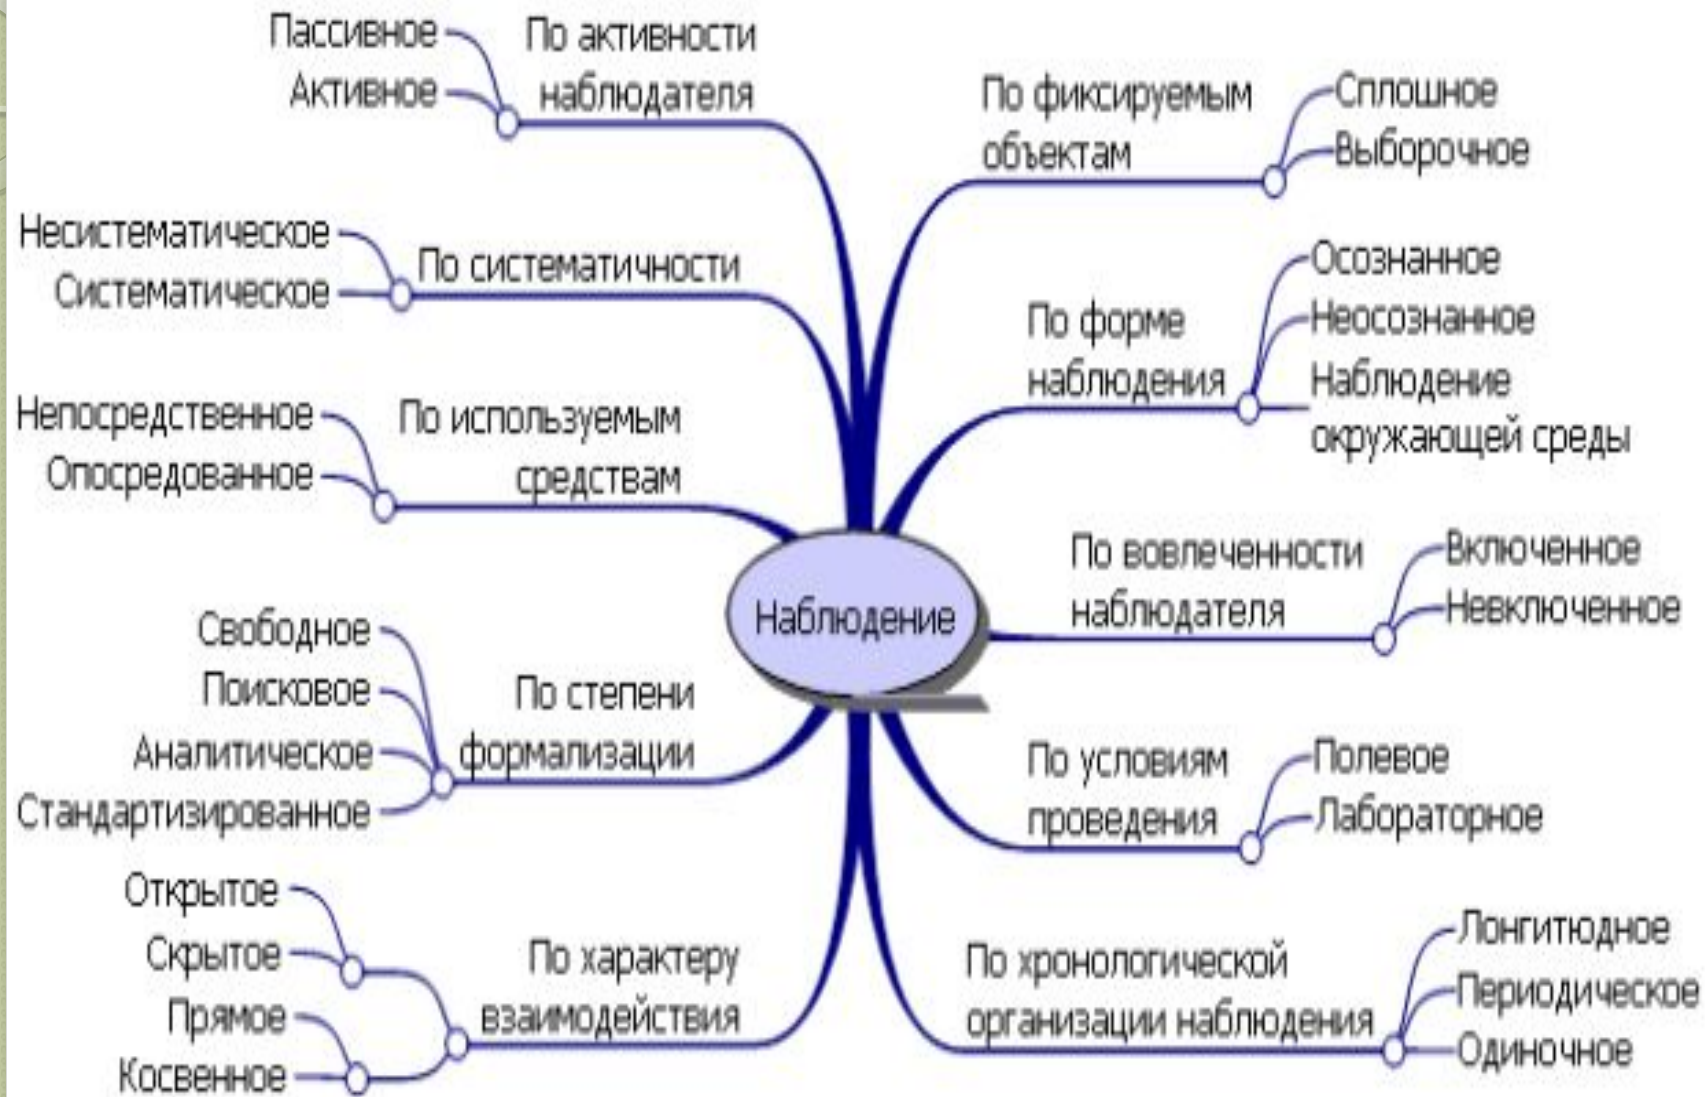 Пассивное
Активное
По активности
наблюдателя
Несистематическое
Систематическое
По систематичности
Непосредственное
Опосредованное
По используемым
средствам
Свободное
Поисковое
Аналитическое
Стандартизированное
По степени
формализации
Открытое
Скрытое
Прямое
Косвенное
По характеру
взаимодействия
Наблюдение
По фиксируемым
объектам
Сплошное
Выборочное
По форме
наблюдения
Осознанное
Неосознанное
Наблюдение
окружающей среды
По вовлеченности
наблюдателя
Включенное
Невключенное
По условиям
проведения
Полевое
Лабораторное
По хронологической
организации наблюдения
Лонгитюдное
Периодическое
Одиночное